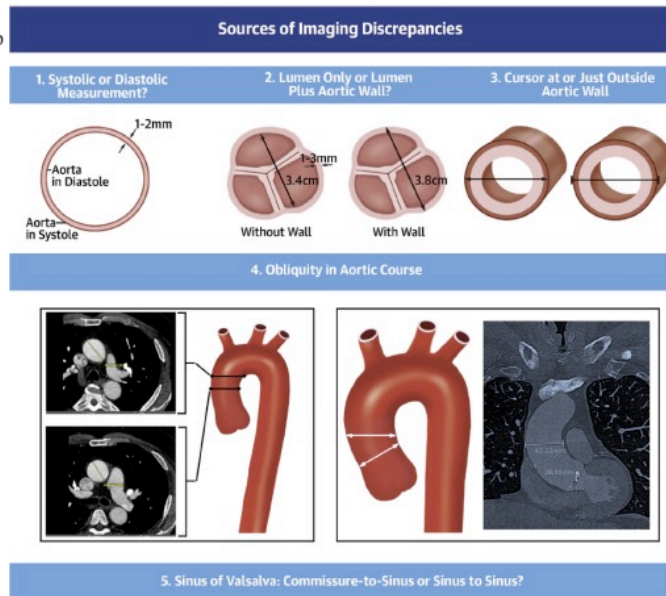 Sources of Imaging Discrepancies
1. Systolic or Diastolic
Measurement?
2. Lumen Only or Lumen
Plus Aortic Wall?
3. Cursor at or Just Outside
Aortic Wall
1-2mm
Aorta
in Diastole
Aorta
in Systole
3.4cm
1-3mm
Without Wall
3.8cm
With Wall
4. Obliquity in Aortic Course
5. Sinus of Valsalva: Commissure-to-Sinus or Sinus to Sinus?